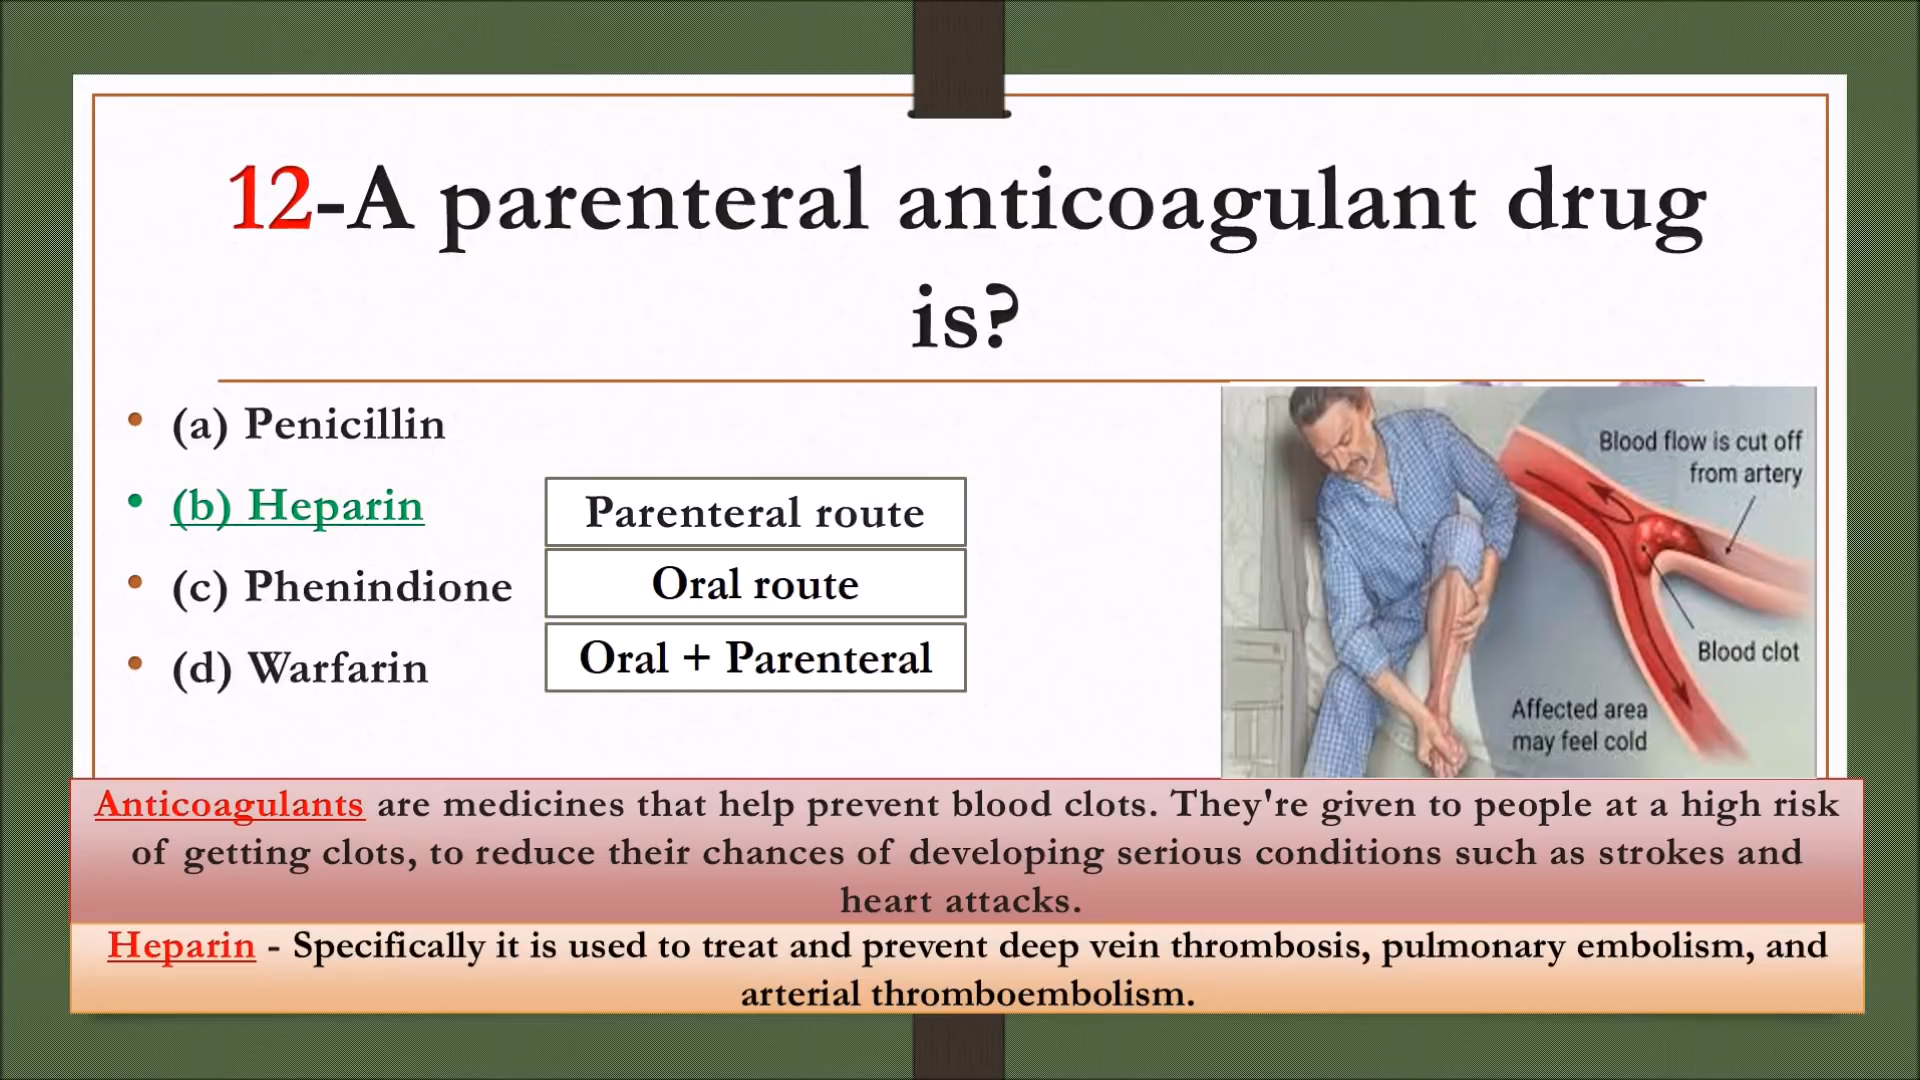 12-A parenteral anticoagulant drug
is?
• (a) Penicillin
• (b) Heparin
• (c) Phenindione
• (d) Warfarin
Parenteral route
Oral route
Oral + Parenteral
Blood flow is cut off
from artery
Blood clot
Affected area
may feel cold
Anticoagulants are medicines that help prevent blood clots. They're given to people at a high risk
of getting clots, to reduce their chances of developing serious conditions such as strokes and
heart attacks.
Heparin - Specifically it is used to treat and prevent deep vein thrombosis, pulmonary embolism, and
arterial thromboembolism.